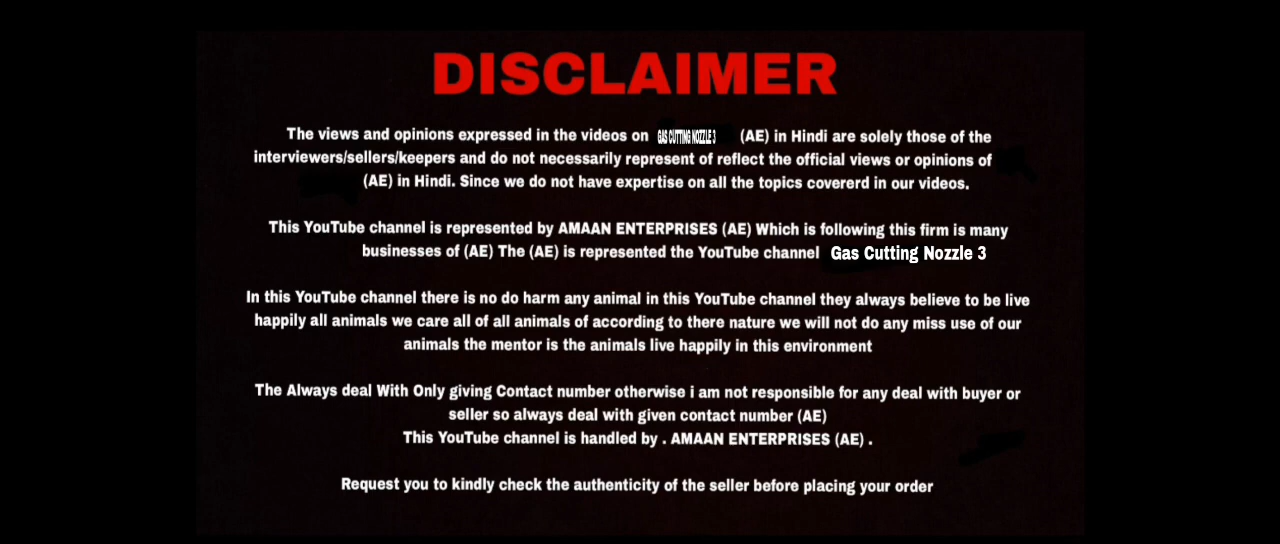 DISCLAIMER
The views and opinions expressed in the videos on GAS CUTTING NOZZLE 3 (AE) in Hindi are solely those of the
interviewers/sellers/keepers and do not necessarily represent of reflect the official views or opinions of
(AE) in Hindi. Since we do not have expertise on all the topics covererd in our videos.
This YouTube channel is represented by AMAAN ENTERPRISES (AE) Which is following this firm is many
businesses of (AE) The (AE) is represented the YouTube channel Gas Cutting Nozzle 3
In this YouTube channel there is no do harm any animal in this YouTube channel they always believe to be live
happily all animals we care all of all animals of according to there nature we will not do any miss use of our
animals the mentor is the animals live happily in this environment
The Always deal With Only giving Contact number otherwise i am not responsible for any deal with buyer or
seller so always deal with given contact number (AE)
This YouTube channel is handled by . AMAAN ENTERPRISES (AE) .
Request you to kindly check the authenticity of the seller before placing your order